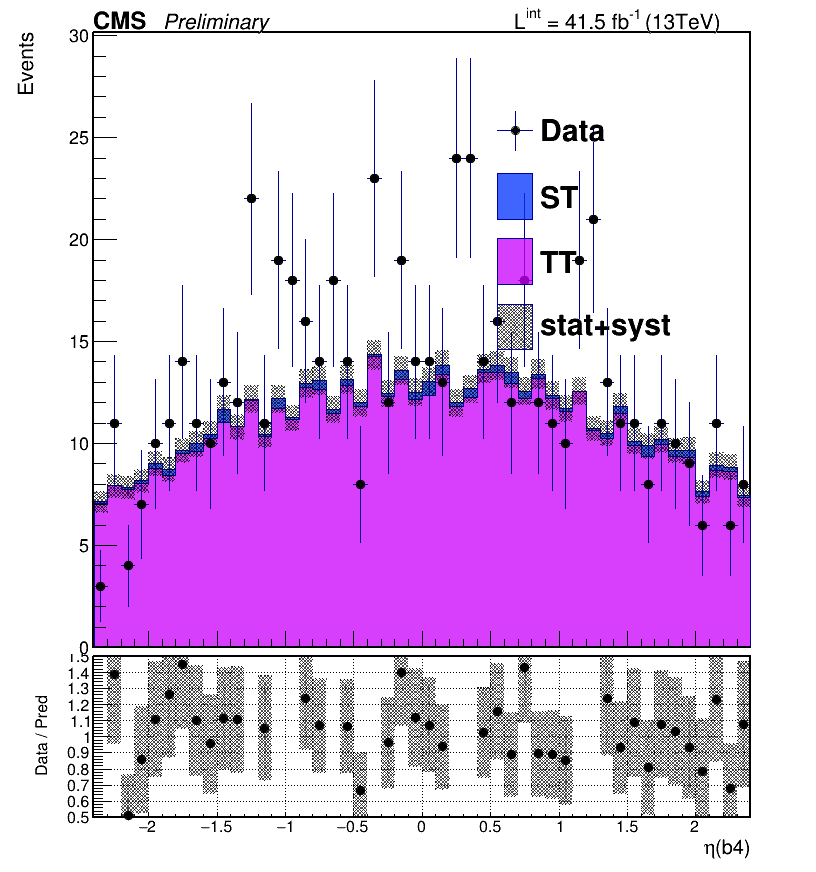 CMS Preliminary L^int = 41.5 fb^-1 (13TeV)
Events
30
25
20
15
10
5
0
Data
ST
TT
stat+syst
Data / Pred
1.5
1.4
1.3
1.2
1.1
1
0.9
0.8
0.7
0.6
0.5
−2 −1.5 −1 −0.5 0 0.5 1 1.5 2
η(b4)